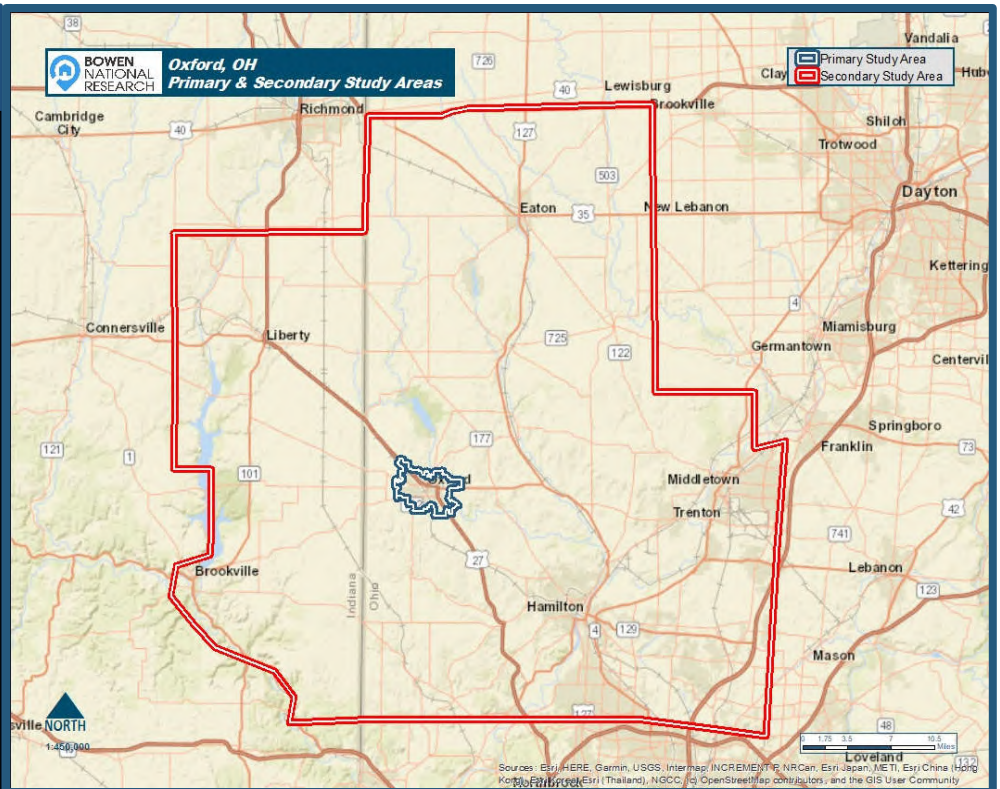 BOWEN
NATIONAL
RESEARCH
Oxford, OH
Primary & Secondary Study Areas
Primary Study Area
Secondary Study Area
38
Vandalia
726
Clay
Hube
Cambridge
City
40
Richmond
40
Lewisburg
Brookville
127
Shiloh
Trotwood
503
Dayton
Eaton
35
New Lebanon
Kettering
4
Connersville
Liberty
725
122
Miamisburg
Germantown
Centervil
121
1
101
177
Springboro
Franklin
73
Middletown
Trenton
42
741
27
Brookville
Indiana
Ohio
Lebanon
123
Hamilton
4
129
Mason
127
sville
NORTH
1:450,000
48
0 1.75 3.5 7 10.5
Miles
Loveland
132
Sources: Esri, HERE, Garmin, USGS, Intermap, INCREMENT P, NRCan, Esri Japan, METI, Esri China (Hong
Kong), Esri Korea, Esri (Thailand), NGCC, (c) OpenStreetMap contributors, and the GIS User Community